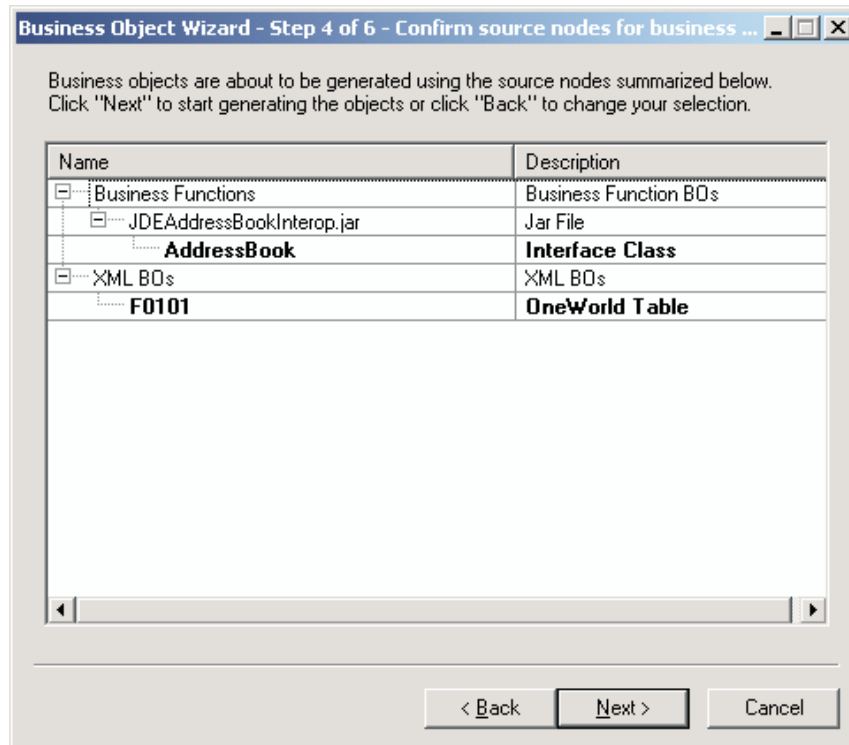 Business Object Wizard - Step 4 of 6 - Confirm source nodes for business ...
Business objects are about to be generated using the source nodes summarized below.
Click "Next" to start generating the objects or click "Back" to change your selection.
Name Description
Business Functions Business Function BOs
JDEAddressBookInterop.jar Jar File
AddressBook Interface Class
XML BOs XML BOs
F0101 OneWorld Table
< Back Next > Cancel